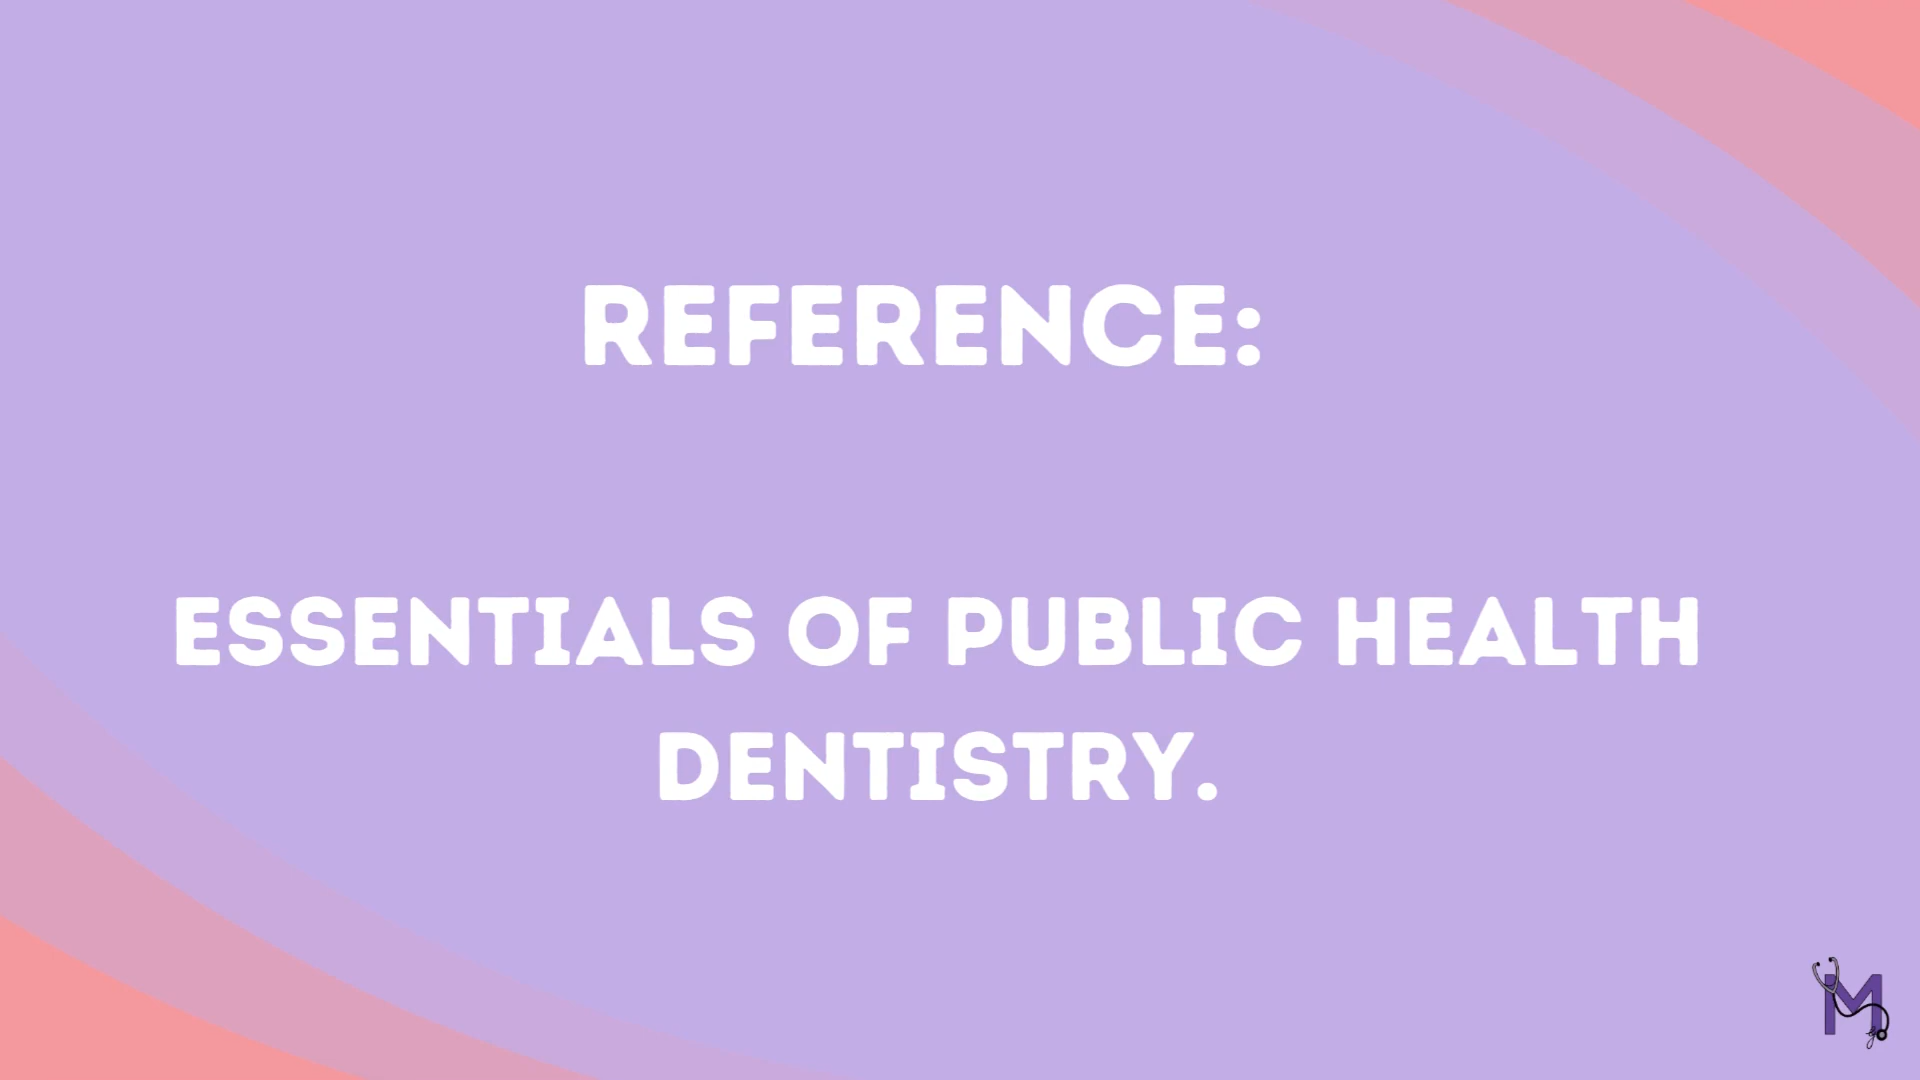 REFERENCE:
ESSENTIALS OF PUBLIC HEALTH
DENTISTRY.
M